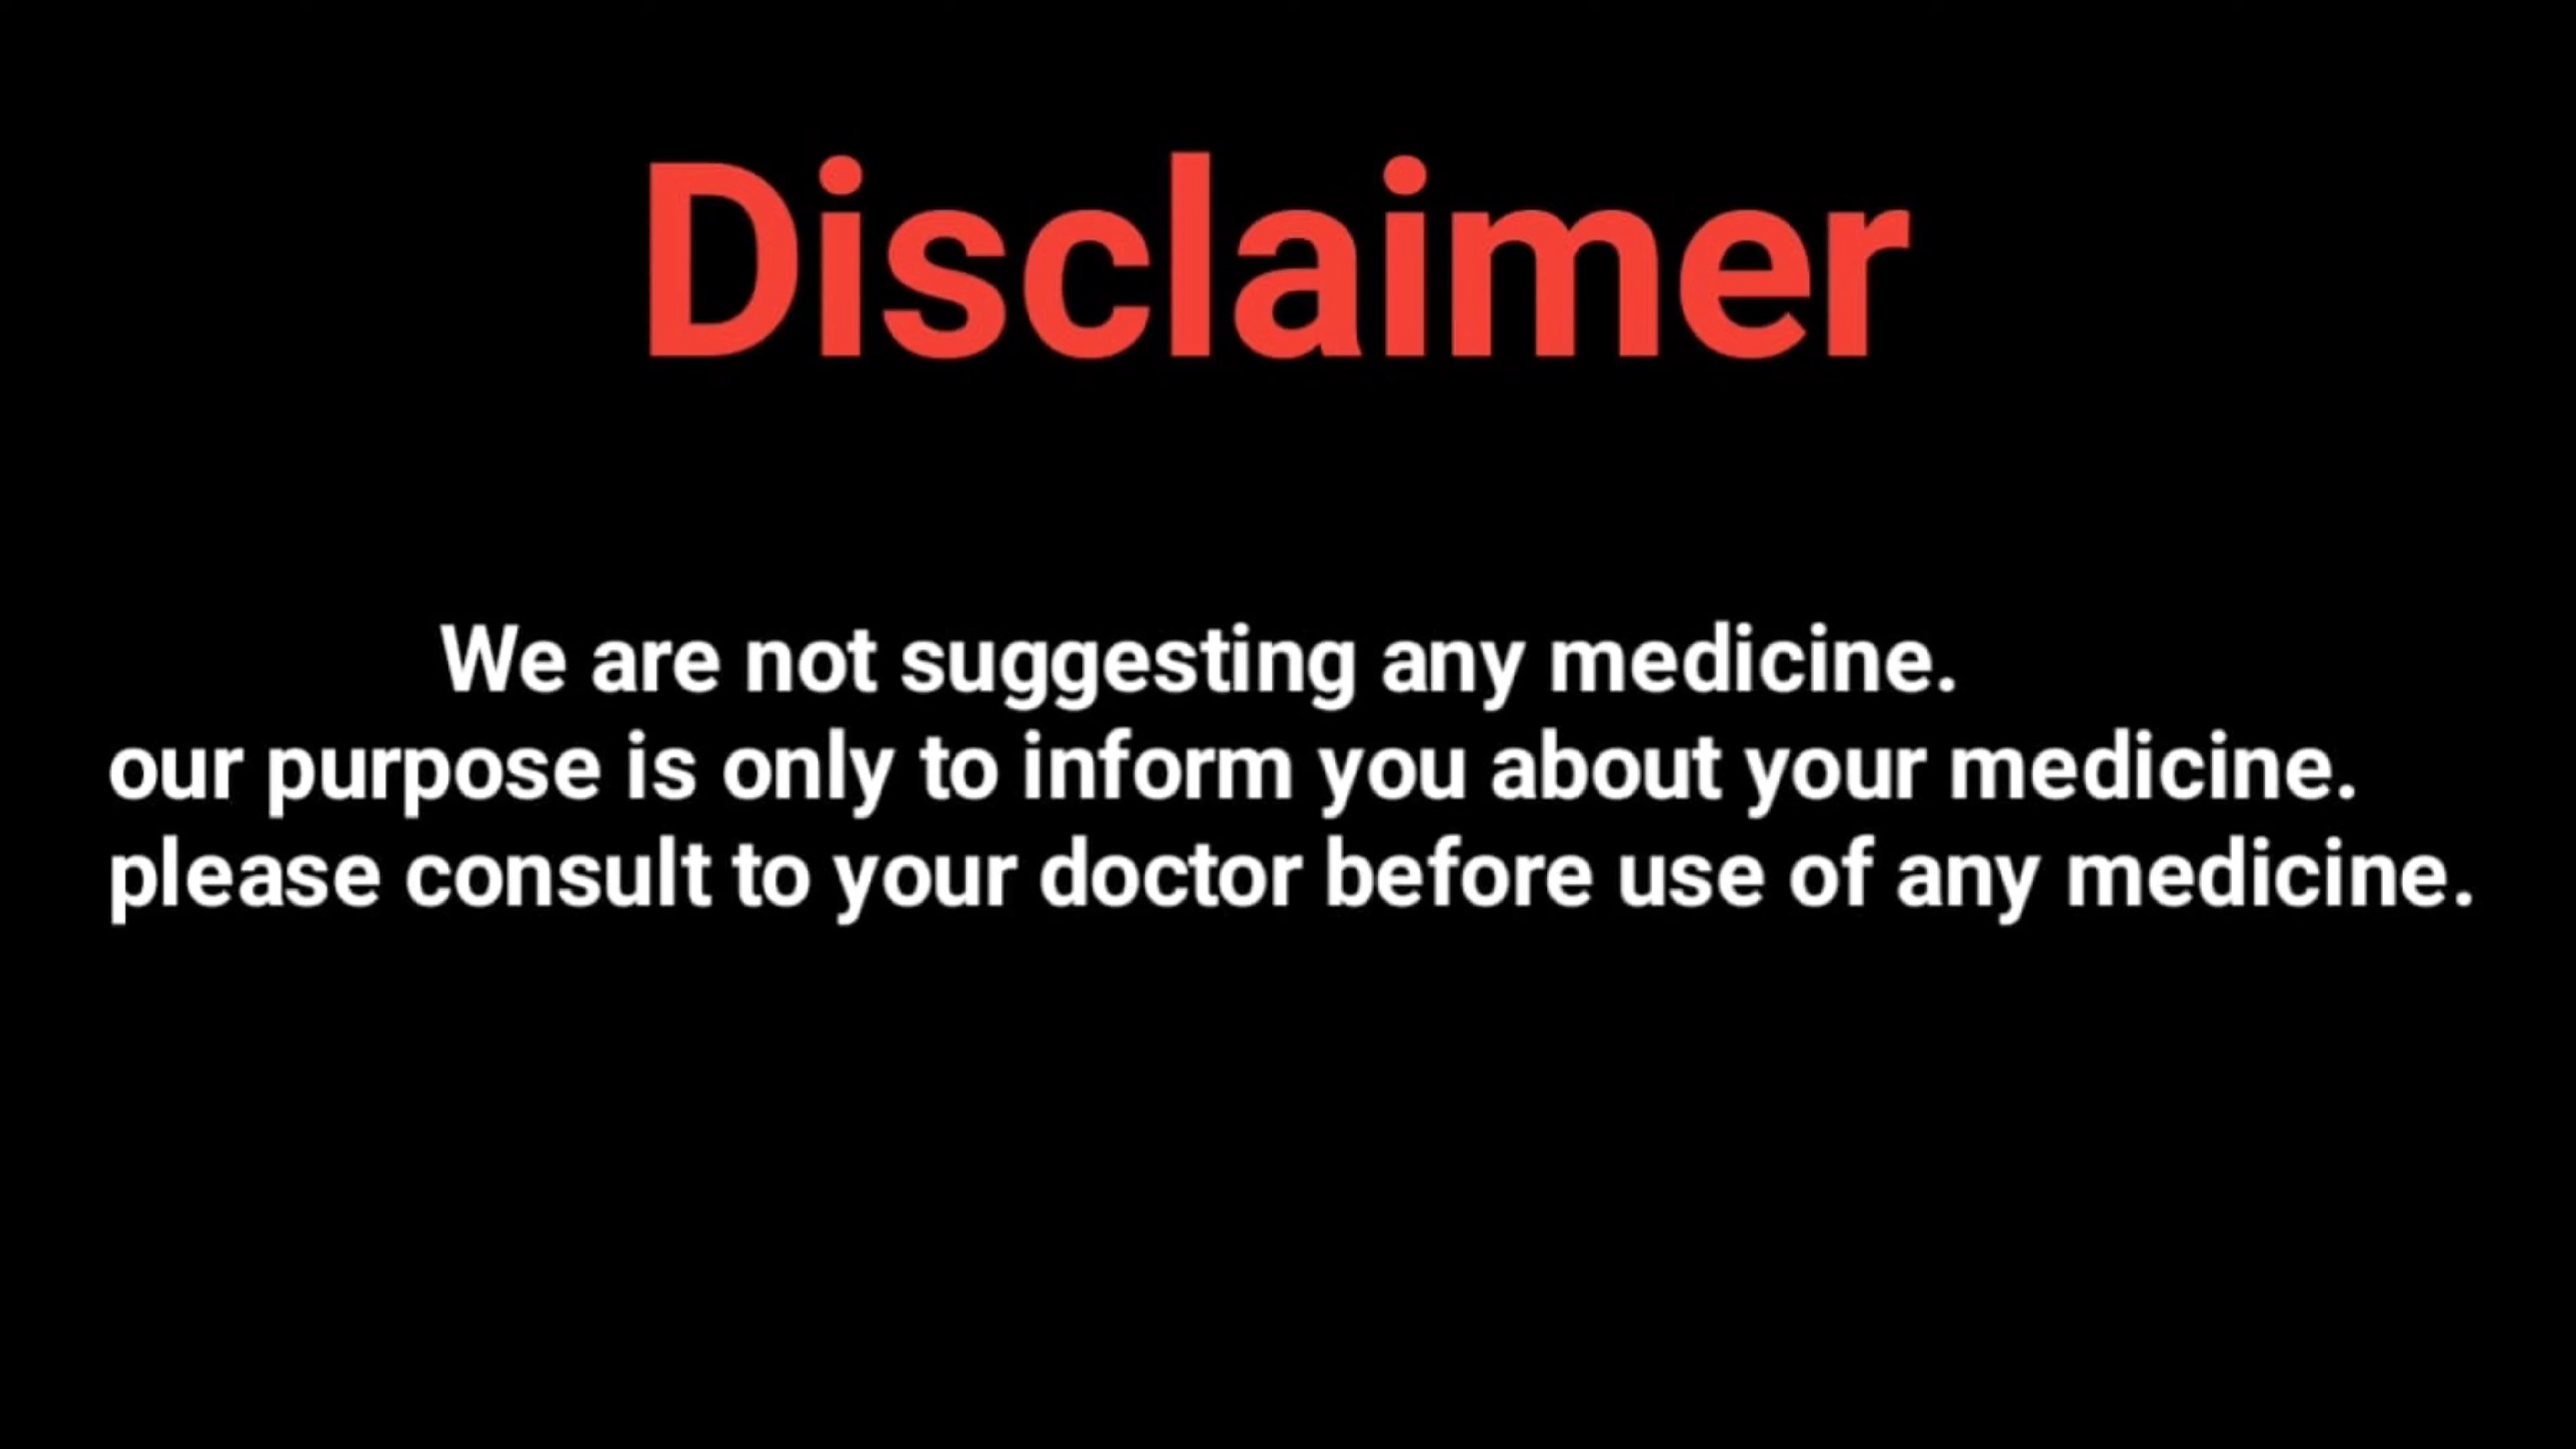 Disclaimer
We are not suggesting any medicine.
our purpose is only to inform you about your medicine.
please consult to your doctor before use of any medicine.